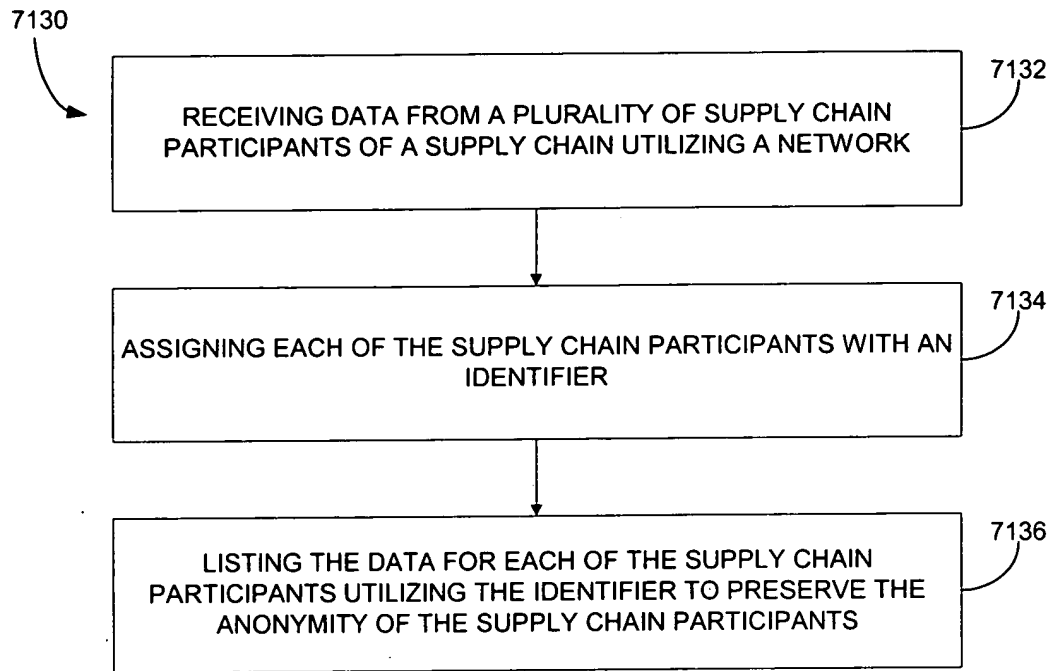 7130
7132
RECEIVING DATA FROM A PLURALITY OF SUPPLY CHAIN
PARTICIPANTS OF A SUPPLY CHAIN UTILIZING A NETWORK
7134
ASSIGNING EACH OF THE SUPPLY CHAIN PARTICIPANTS WITH AN
IDENTIFIER
7136
LISTING THE DATA FOR EACH OF THE SUPPLY CHAIN
PARTICIPANTS UTILIZING THE IDENTIFIER TO PRESERVE THE
ANONYMITY OF THE SUPPLY CHAIN PARTICIPANTS